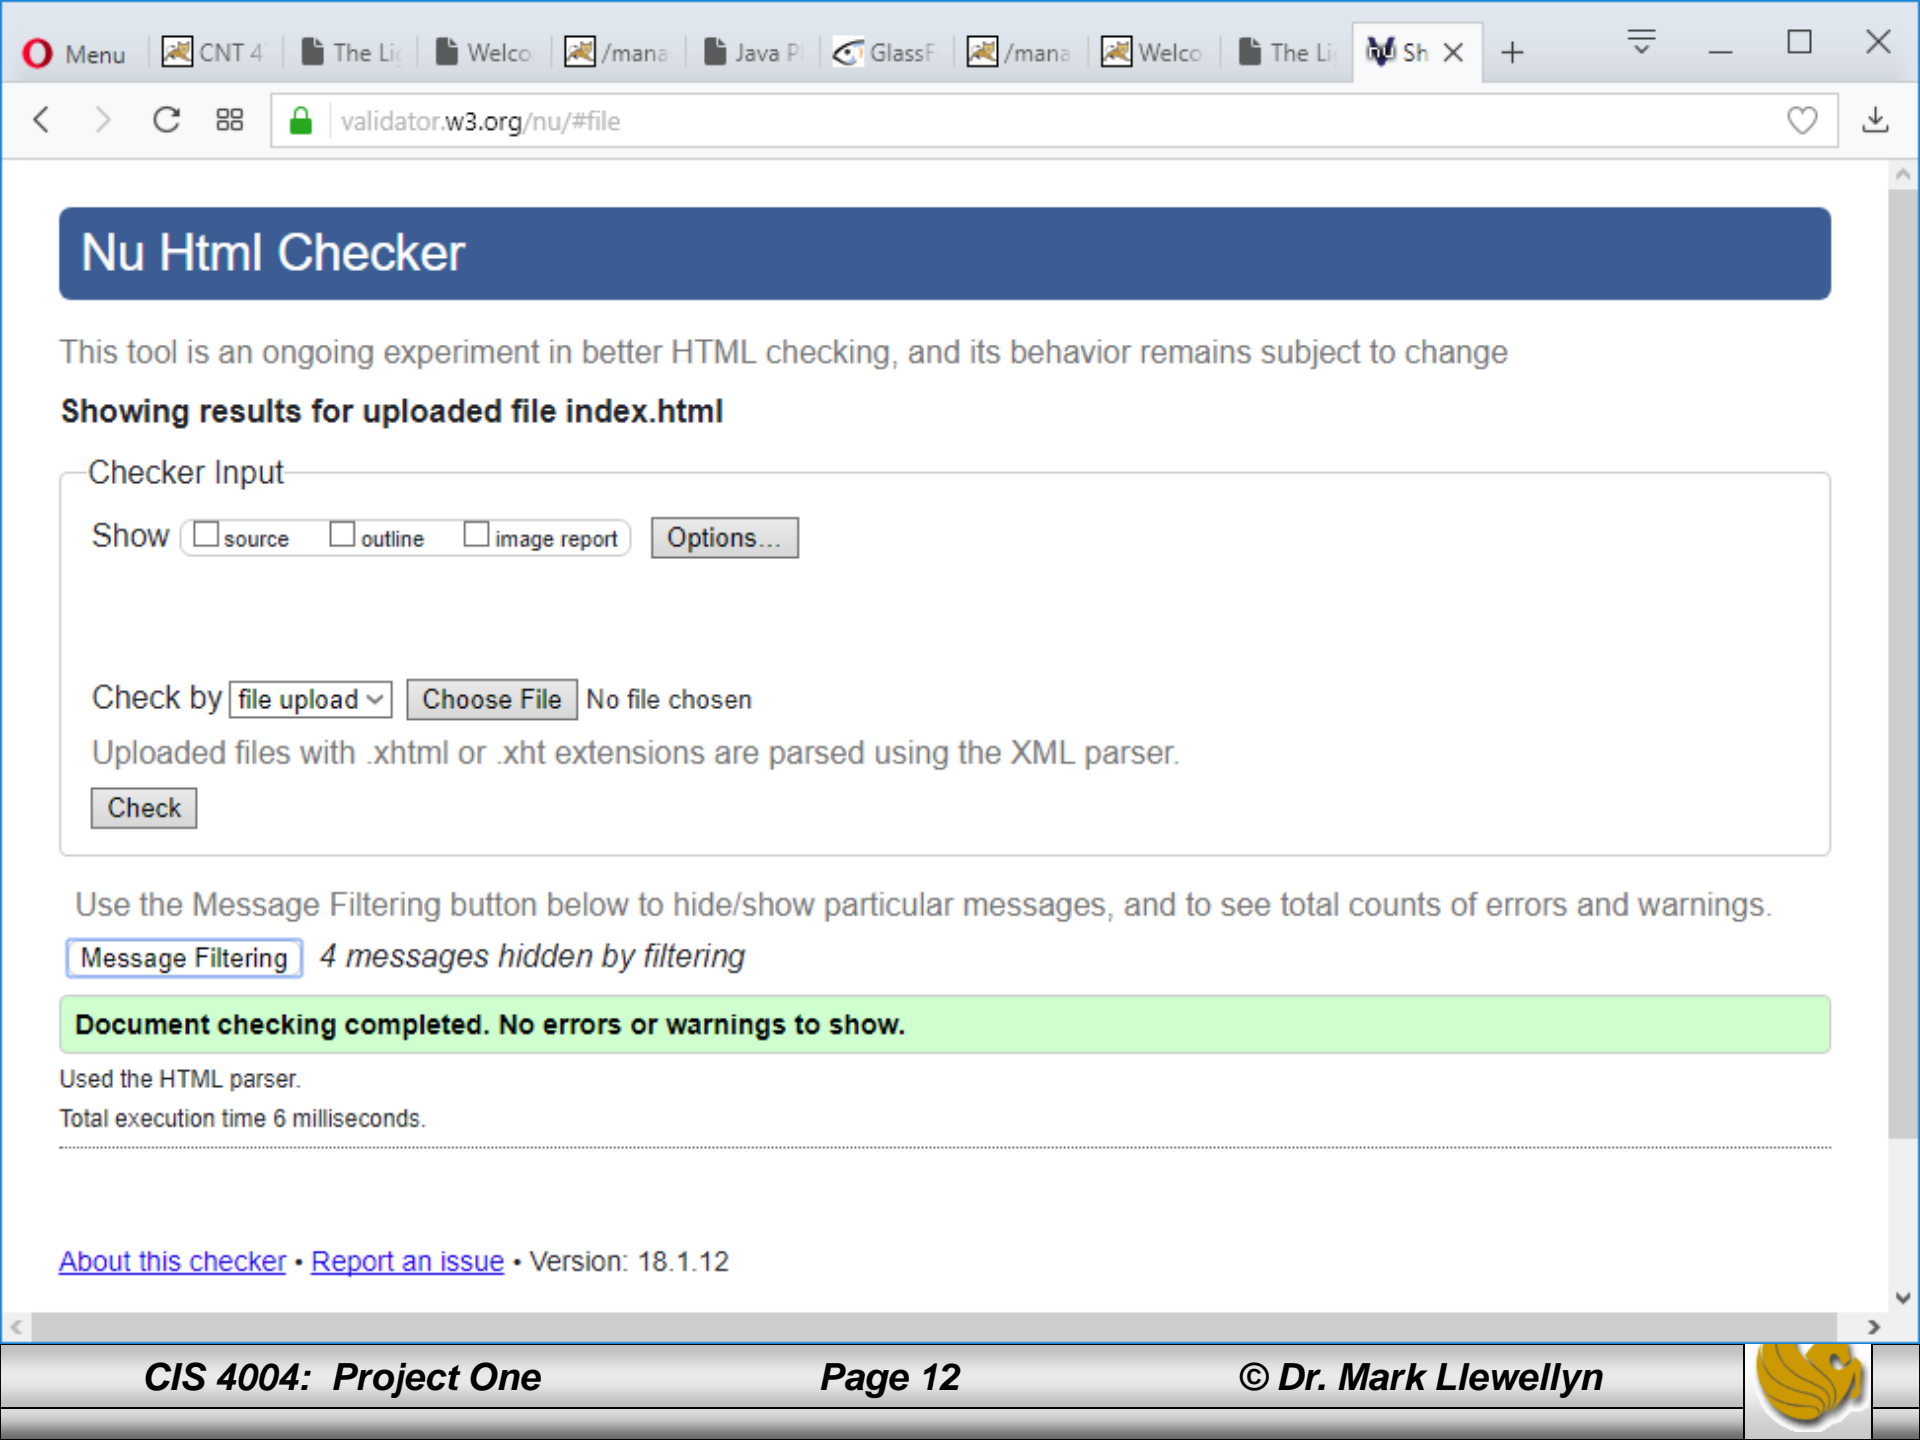 Menu CNT 4 The Li Welco /mana Java P GlassF /mana Welco The Li Sh
validator.w3.org/nu/#file
Nu Html Checker
This tool is an ongoing experiment in better HTML checking, and its behavior remains subject to change
Showing results for uploaded file index.html
Checker Input
Show source outline image report Options...
Check by file upload Choose File No file chosen
Uploaded files with .xhtml or .xht extensions are parsed using the XML parser.
Check
Use the Message Filtering button below to hide/show particular messages, and to see total counts of errors and warnings.
Message Filtering 4 messages hidden by filtering
Document checking completed. No errors or warnings to show.
Used the HTML parser.
Total execution time 6 milliseconds.
About this checker • Report an issue • Version: 18.1.12
CIS 4004: Project One Page 12 © Dr. Mark Llewellyn